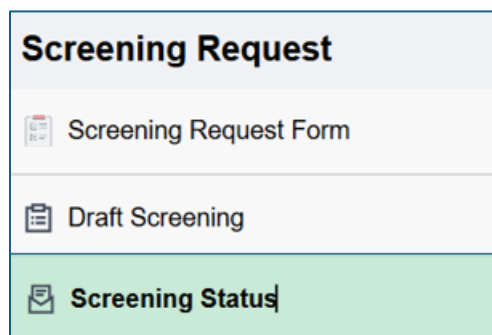 Screening Request
Screening Request Form
Draft Screening
Screening Status